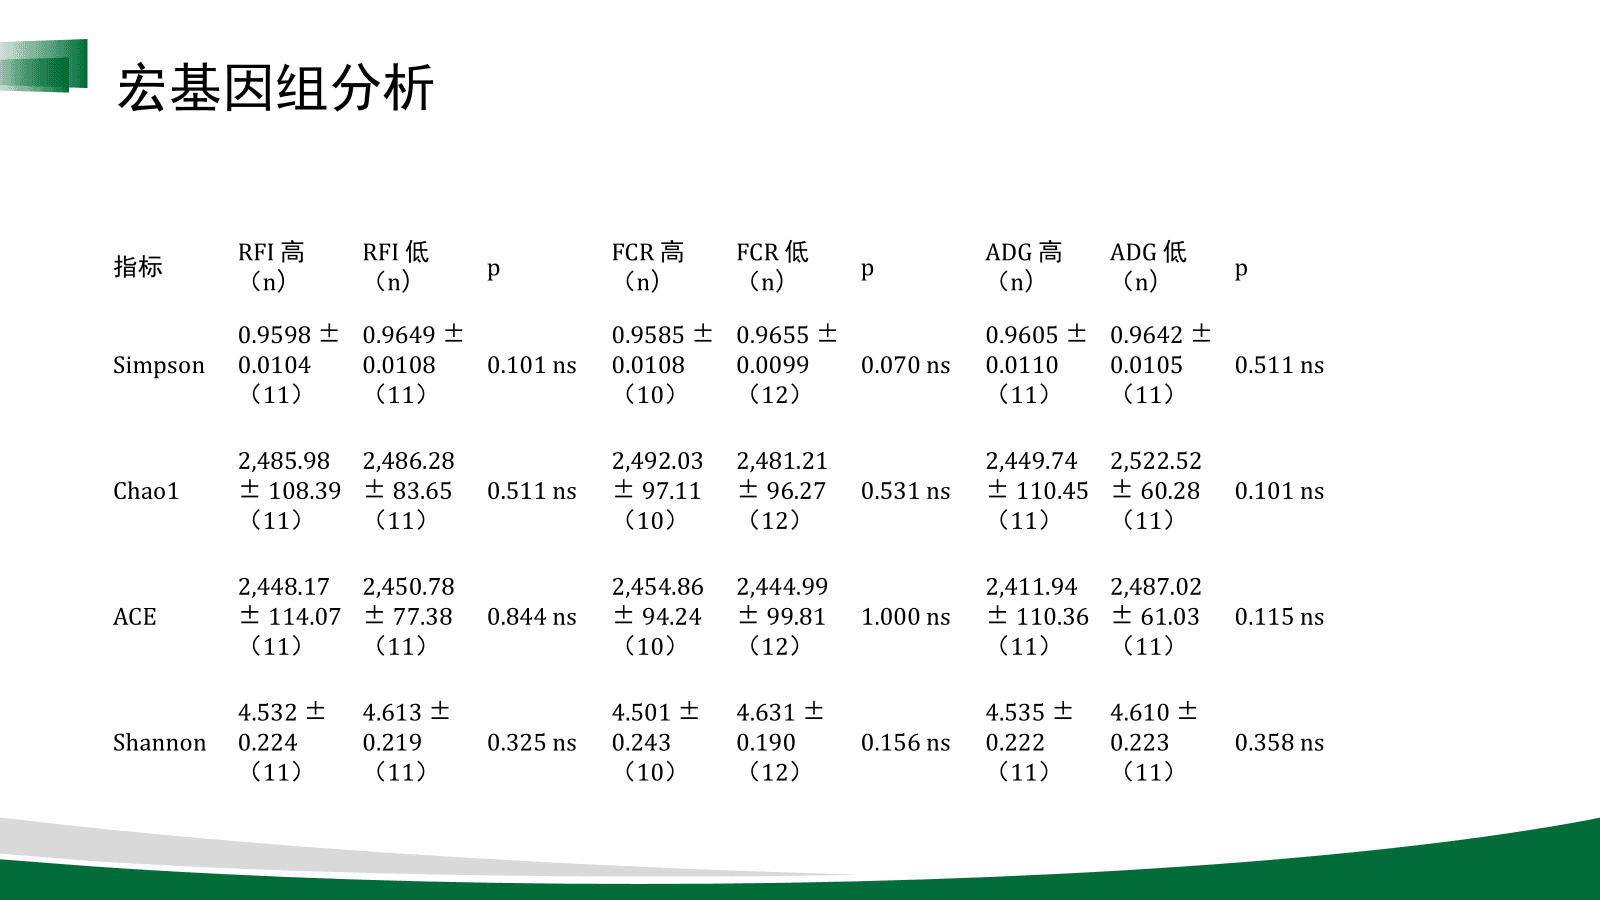 宏基因组分析
指标 RFI 高（n） RFI 低（n） p FCR 高（n） FCR 低（n） p ADG 高（n） ADG 低（n） p
Simpson 0.9598 ± 0.0104（11） 0.9649 ± 0.0108（11） 0.101 ns 0.9585 ± 0.0108（10） 0.9655 ± 0.0099（12） 0.070 ns 0.9605 ± 0.0110（11） 0.9642 ± 0.0105（11） 0.511 ns
Chao1 2,485.98 ± 108.39（11） 2,486.28 ± 83.65（11） 0.511 ns 2,492.03 ± 97.11（10） 2,481.21 ± 96.27（12） 0.531 ns 2,449.74 ± 110.45（11） 2,522.52 ± 60.28（11） 0.101 ns
ACE 2,448.17 ± 114.07（11） 2,450.78 ± 77.38（11） 0.844 ns 2,454.86 ± 94.24（10） 2,444.99 ± 99.81（12） 1.000 ns 2,411.94 ± 110.36（11） 2,487.02 ± 61.03（11） 0.115 ns
Shannon 4.532 ± 0.224（11） 4.613 ± 0.219（11） 0.325 ns 4.501 ± 0.243（10） 4.631 ± 0.190（12） 0.156 ns 4.535 ± 0.222（11） 4.610 ± 0.223（11） 0.358 ns